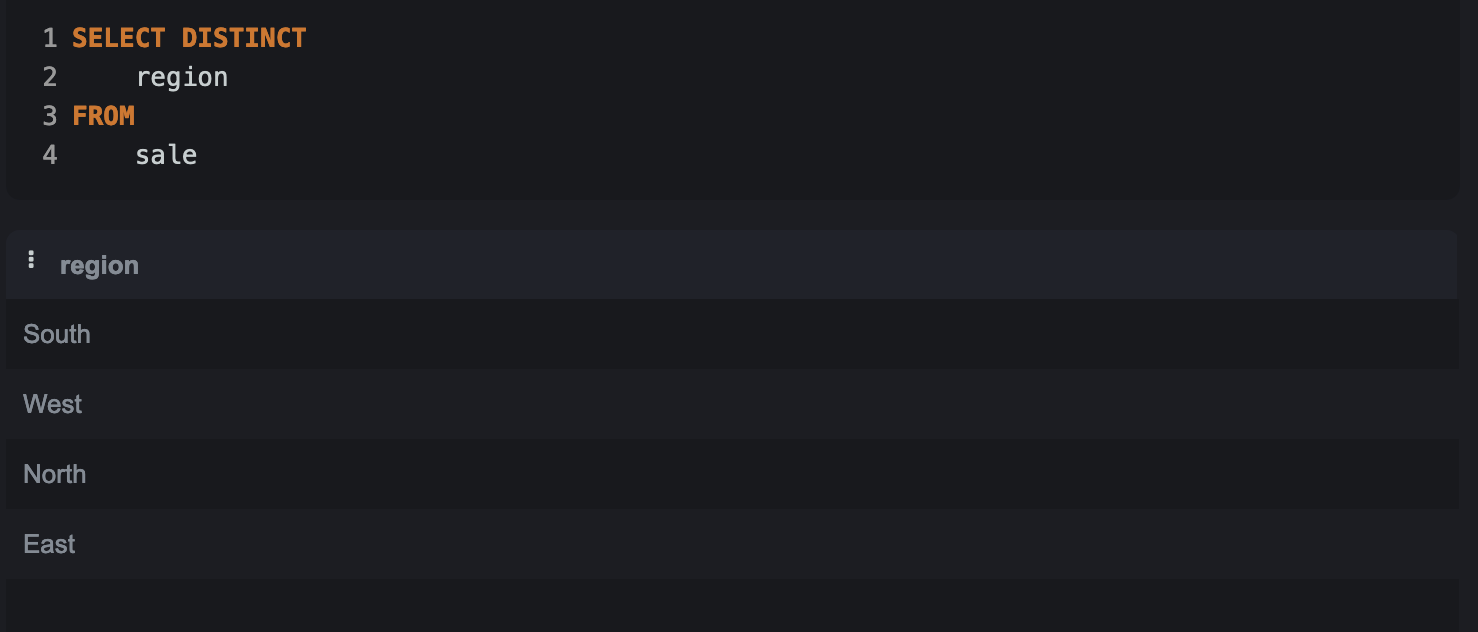 1 SELECT DISTINCT
2     region
3 FROM
4     sale
region
South
West
North
East